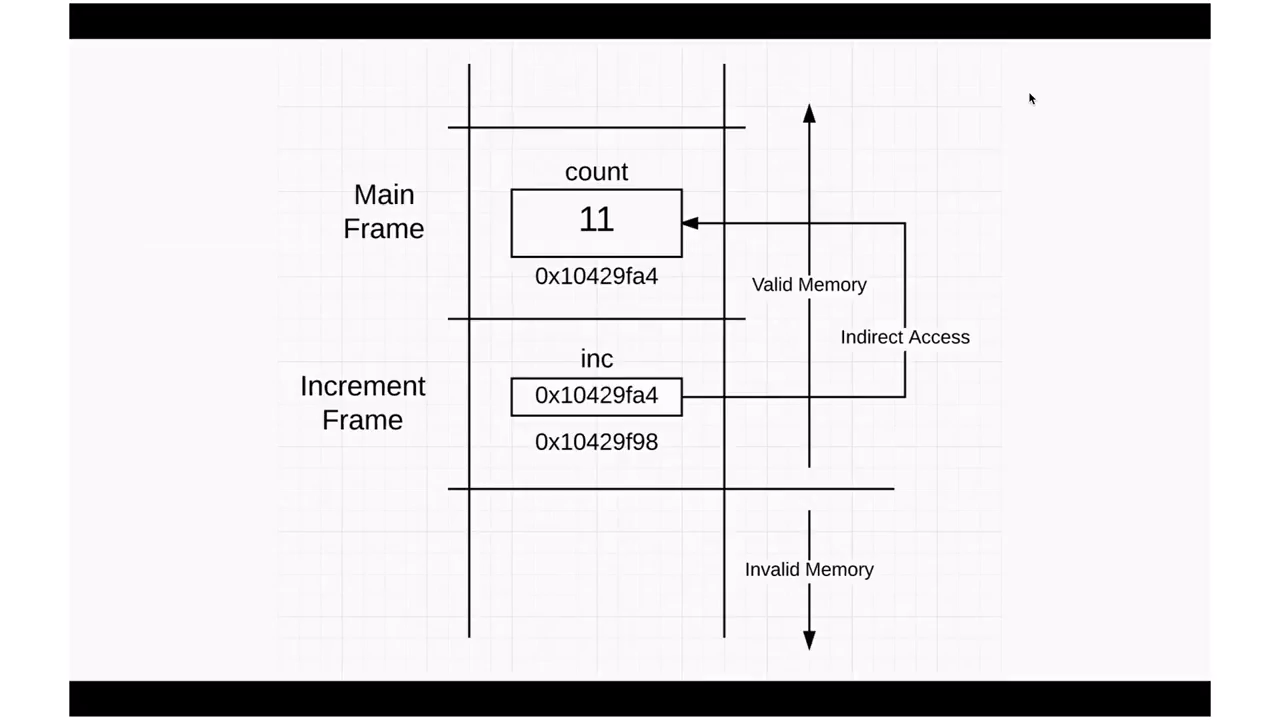 count
Main
Frame
11
0x10429fa4
Valid Memory
Indirect Access
inc
Increment
Frame
0x10429fa4
0x10429f98
Invalid Memory